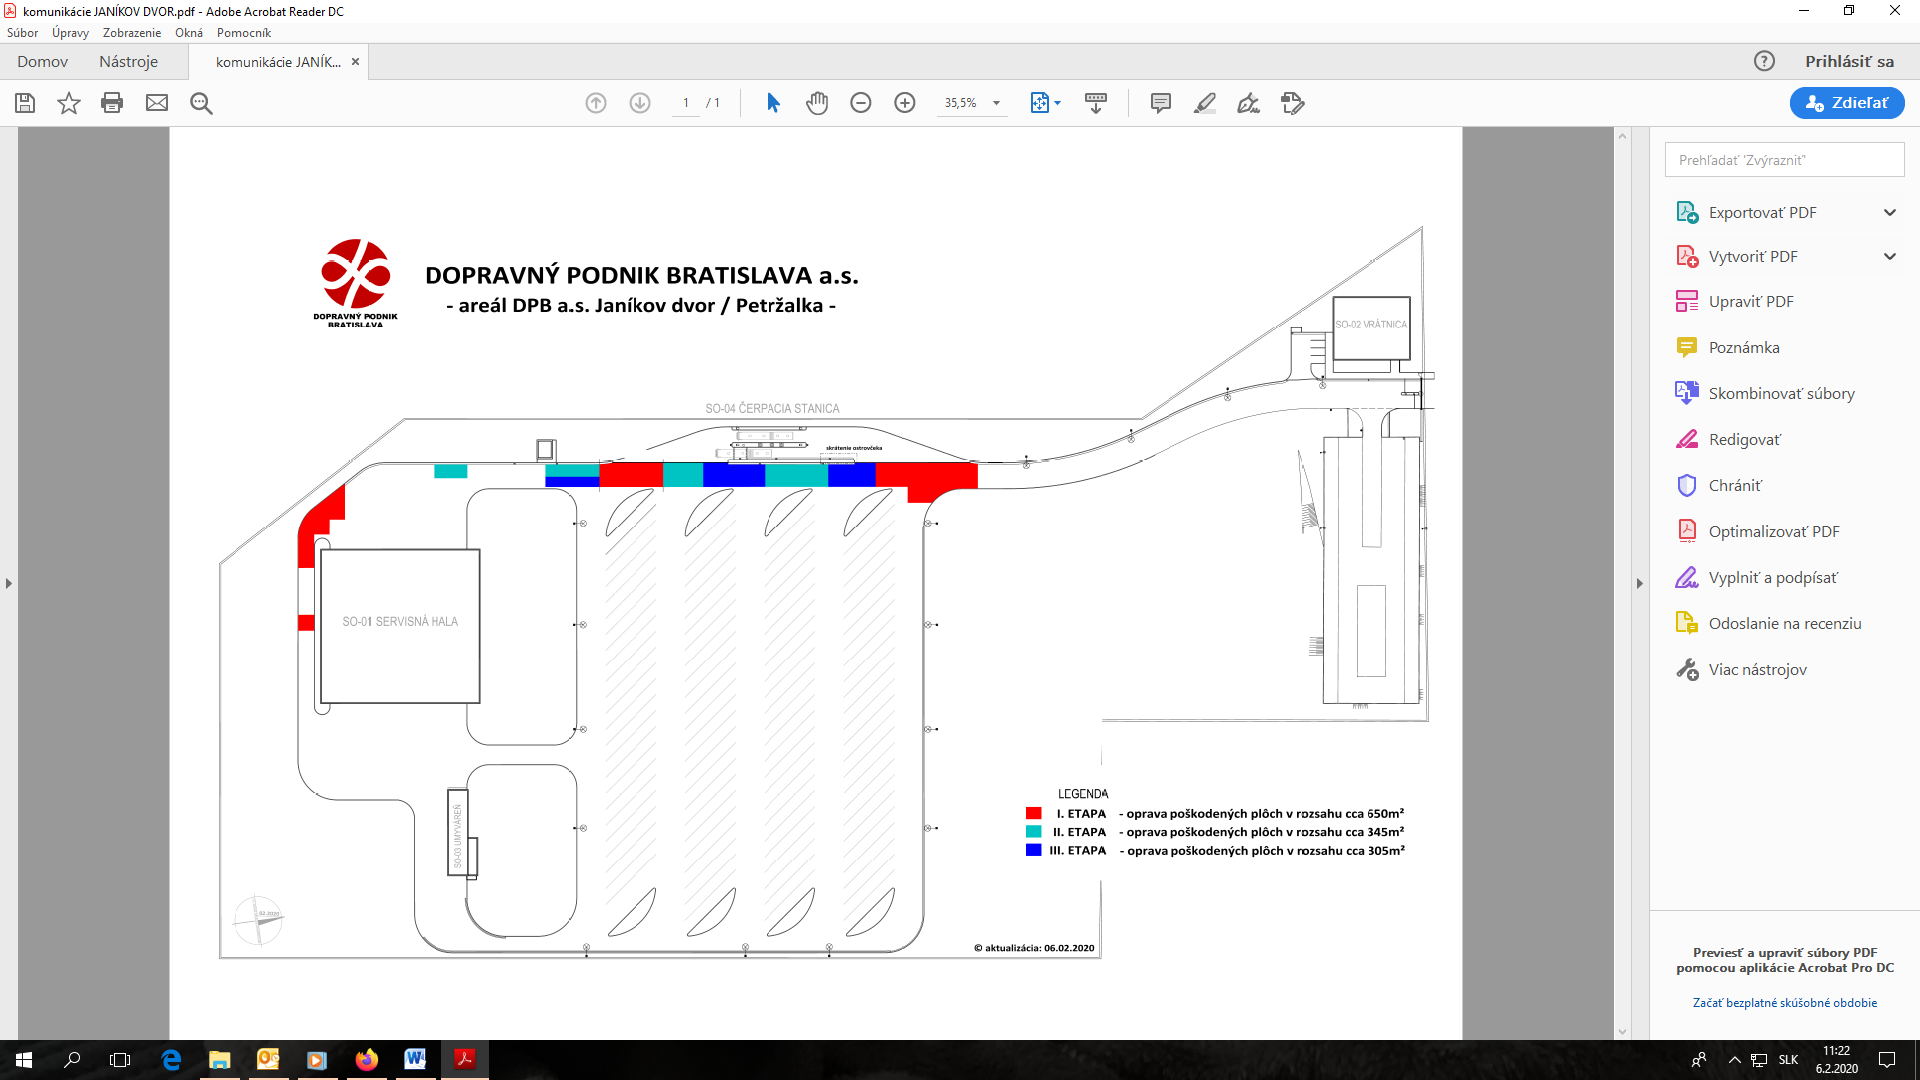 komunikácie JANÍKOV DVOR.pdf - Adobe Acrobat Reader DC
Súbor Úpravy Zobrazenie Okná Pomocník
Domov Nástroje komunikácie JANÍK... × Prihlásiť sa
1 / 1 35,5% Zdieľať
Prehľadať 'Zvýrazniť'
Exportovať PDF
Vytvoriť PDF
Upraviť PDF
Poznámka
Skombinovať súbory
Redigovať
Chrániť
Optimalizovať PDF
Vyplniť a podpísať
Odoslanie na recenziu
Viac nástrojov
Previesť a upraviť súbory PDF
pomocou aplikácie Acrobat Pro DC
Začať bezplatné skúšobné obdobie
DOPRAVNÝ PODNIK
BRATISLAVA
DOPRAVNÝ PODNIK BRATISLAVA a.s.
- areál DPB a.s. Janíkov dvor / Petržalka -
SO-02 VRÁTNICA
SO-04 ČERPACIA STANICA
skrátenie ostrovčeka
SO-01 SERVISNÁ HALA
SO-03 UMYVÁREŇ
LEGENDA
I. ETAPA - oprava poškodených plôch v rozsahu cca 650m²
II. ETAPA - oprava poškodených plôch v rozsahu cca 345m²
III. ETAPA - oprava poškodených plôch v rozsahu cca 305m²
02.2020
© aktualizácia: 06.02.2020
SLK
11:22
6.2.2020